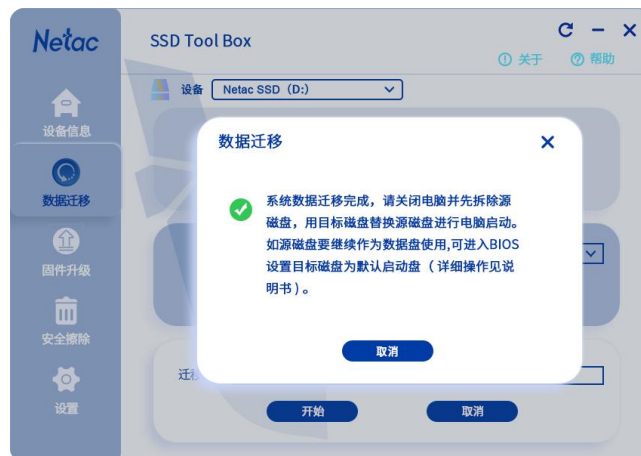 Netac
SSD Tool Box
关于
帮助
设备
Netac SSD（D:）
设备信息
数据迁移
固件升级
安全擦除
设置
数据迁移
系统数据迁移完成，请关闭电脑并先拆除源
磁盘，用目标磁盘替换源磁盘进行电脑启动。
如源磁盘要继续作为数据盘使用,可进入BIOS
设置目标磁盘为默认启动盘（详细操作见说
明书）。
取消
迁
开始
取消